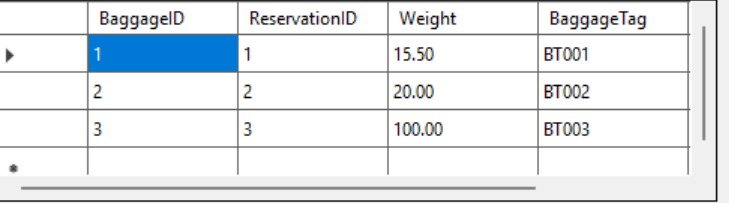 BaggageID ReservationID Weight BaggageTag
1 1 15.50 BT001
2 2 20.00 BT002
3 3 100.00 BT003